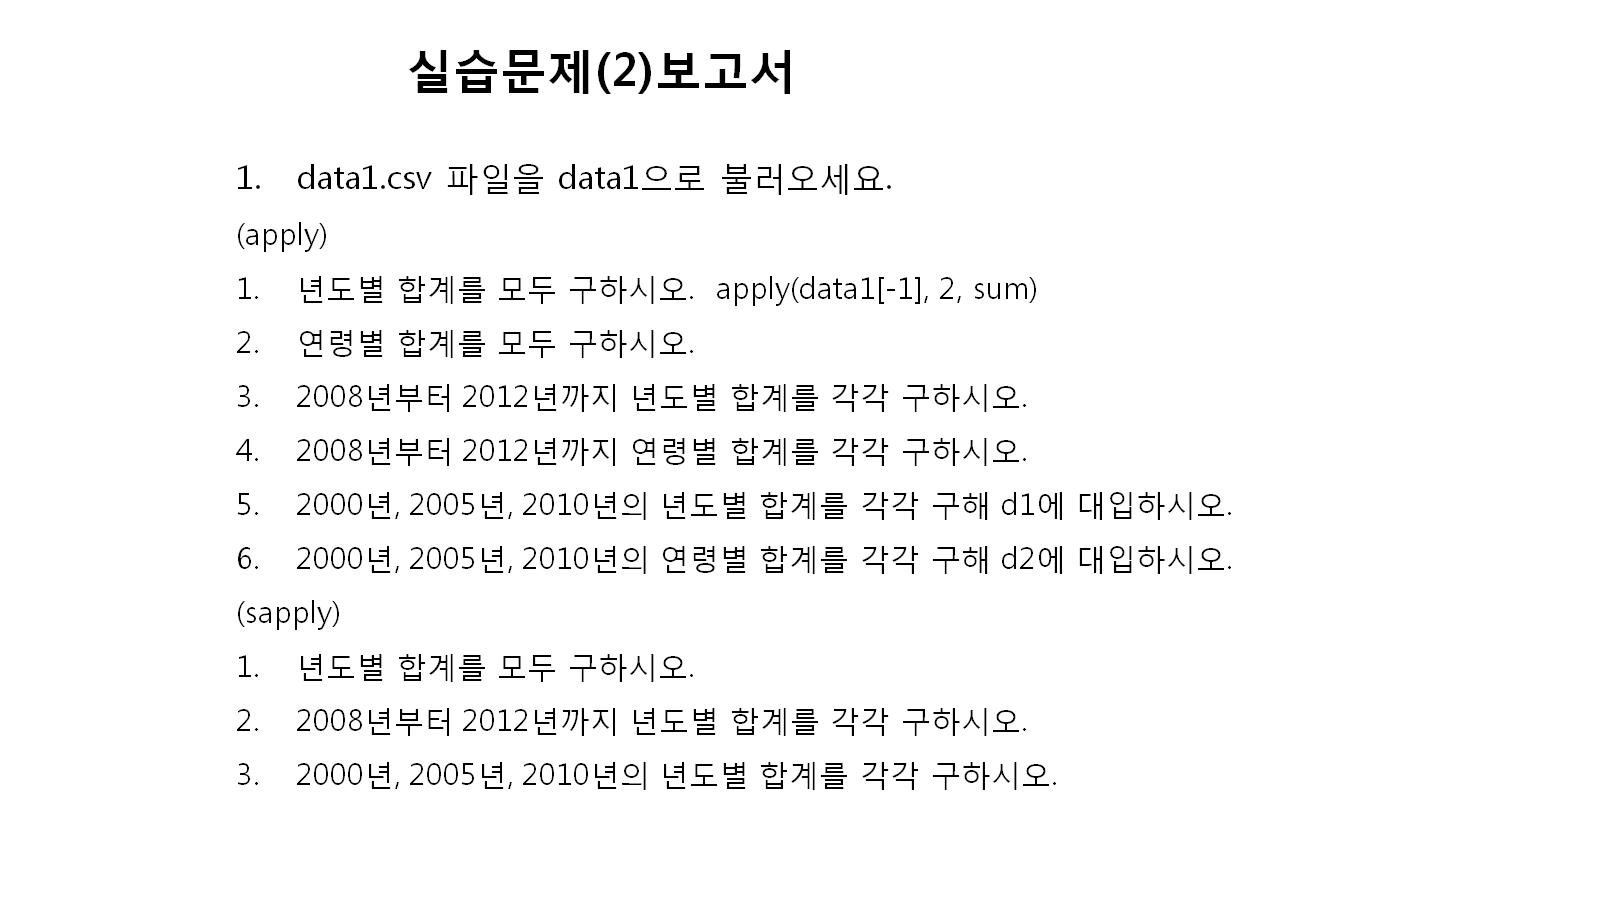 실습문제(2)보고서
1. data1.csv 파일을 data1으로 불러오세요.
(apply)
1. 년도별 합계를 모두 구하시오. apply(data1[-1], 2, sum)
2. 연령별 합계를 모두 구하시오.
3. 2008년부터 2012년까지 년도별 합계를 각각 구하시오.
4. 2008년부터 2012년까지 연령별 합계를 각각 구하시오.
5. 2000년, 2005년, 2010년의 년도별 합계를 각각 구해 d1에 대입하시오.
6. 2000년, 2005년, 2010년의 연령별 합계를 각각 구해 d2에 대입하시오.
(sapply)
1. 년도별 합계를 모두 구하시오.
2. 2008년부터 2012년까지 년도별 합계를 각각 구하시오.
3. 2000년, 2005년, 2010년의 년도별 합계를 각각 구하시오.